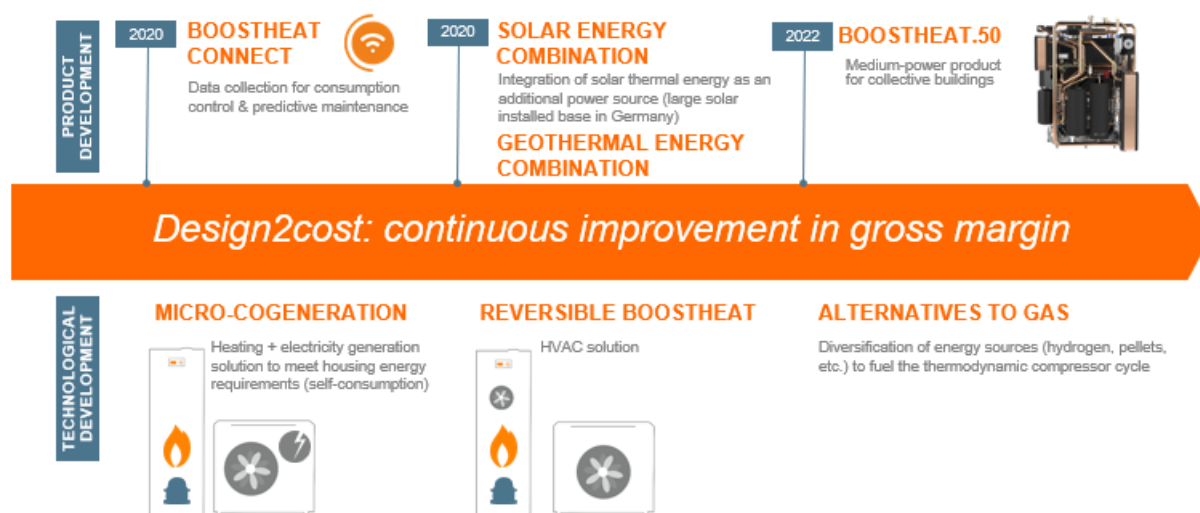 PRODUCT
DEVELOPMENT
2020
BOOSTHEAT
CONNECT
Data collection for consumption
control & predictive maintenance
2020
SOLAR ENERGY
COMBINATION
Integration of solar thermal energy as an
additional power source (large solar
installed base in Germany)
GEOTHERMAL ENERGY
COMBINATION
2022
BOOSTHEAT.50
Medium-power product
for collective buildings
Design2cost: continuous improvement in gross margin
TECHNOLOGICAL
DEVELOPMENT
MICRO-COGENERATION
Heating + electricity generation
solution to meet housing energy
requirements (self-consumption)
REVERSIBLE BOOSTHEAT
HVAC solution
ALTERNATIVES TO GAS
Diversification of energy sources (hydrogen, pellets,
etc.) to fuel the thermodynamic compressor cycle